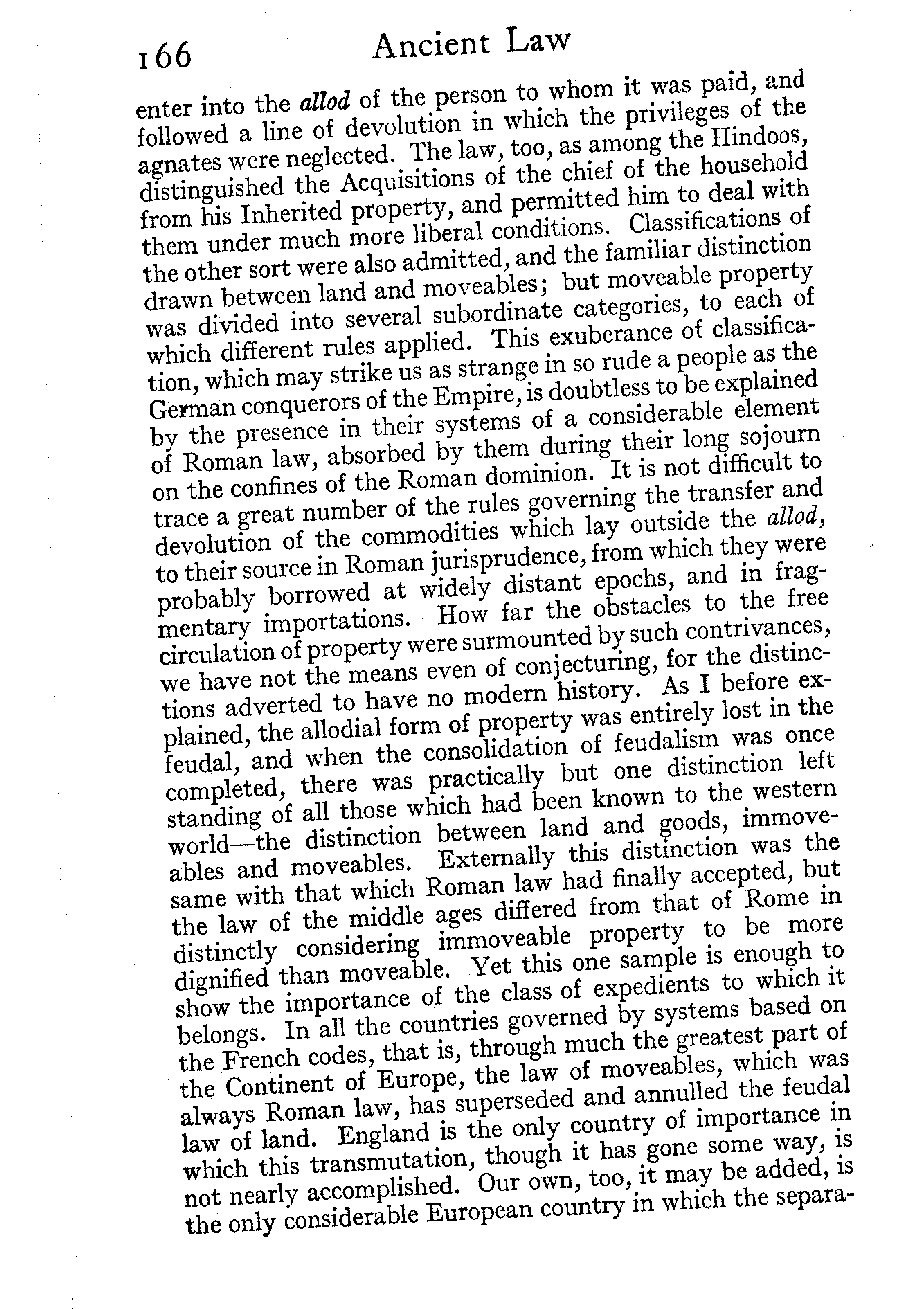 166 Ancient Law
enter into the allod of the person to whom it was paid, and
followed a line of devolution in which the privileges of the
agnates were neglected. The law, too, as among the Hindoos,
distinguished the Acquisitions of the chief of the household
from his Inherited property, and permitted him to deal with
them under much more liberal conditions. Classifications of
the other sort were also admitted, and the familiar distinction
drawn between land and moveables; but moveable property
was divided into several subordinate categories, to each of
which different rules applied. This exuberance of classifica-
tion, which may strike us as strange in so rude a people as the
German conquerors of the Empire, is doubtless to be explained
by the presence in their systems of a considerable element
of Roman law, absorbed by them during their long sojourn
on the confines of the Roman dominion. It is not difficult to
trace a great number of the rules governing the transfer and
devolution of the commodities which lay outside the allod,
to their source in Roman jurisprudence, from which they were
probably borrowed at widely distant epochs, and in frag-
mentary importations. How far the obstacles to the free
circulation of property were surmounted by such contrivances,
we have not the means even of conjecturing, for the distinc-
tions adverted to have no modern history. As I before ex-
plained, the allodial form of property was entirely lost in the
feudal, and when the consolidation of feudalism was once
completed, there was practically but one distinction left
standing of all those which had been known to the western
world—the distinction between land and goods, immove-
ables and moveables. Externally this distinction was the
same with that which Roman law had finally accepted, but
the law of the middle ages differed from that of Rome in
distinctly considering immoveable property to be more
dignified than moveable. Yet this one sample is enough to
show the importance of the class of expedients to which it
belongs. In all the countries governed by systems based on
the French codes, that is, through much the greatest part of
the Continent of Europe, the law of moveables, which was
always Roman law, has superseded and annulled the feudal
law of land. England is the only country of importance in
which this transmutation, though it has gone some way, is
not nearly accomplished. Our own, too, it may be added, is
the only considerable European country in which the separa-